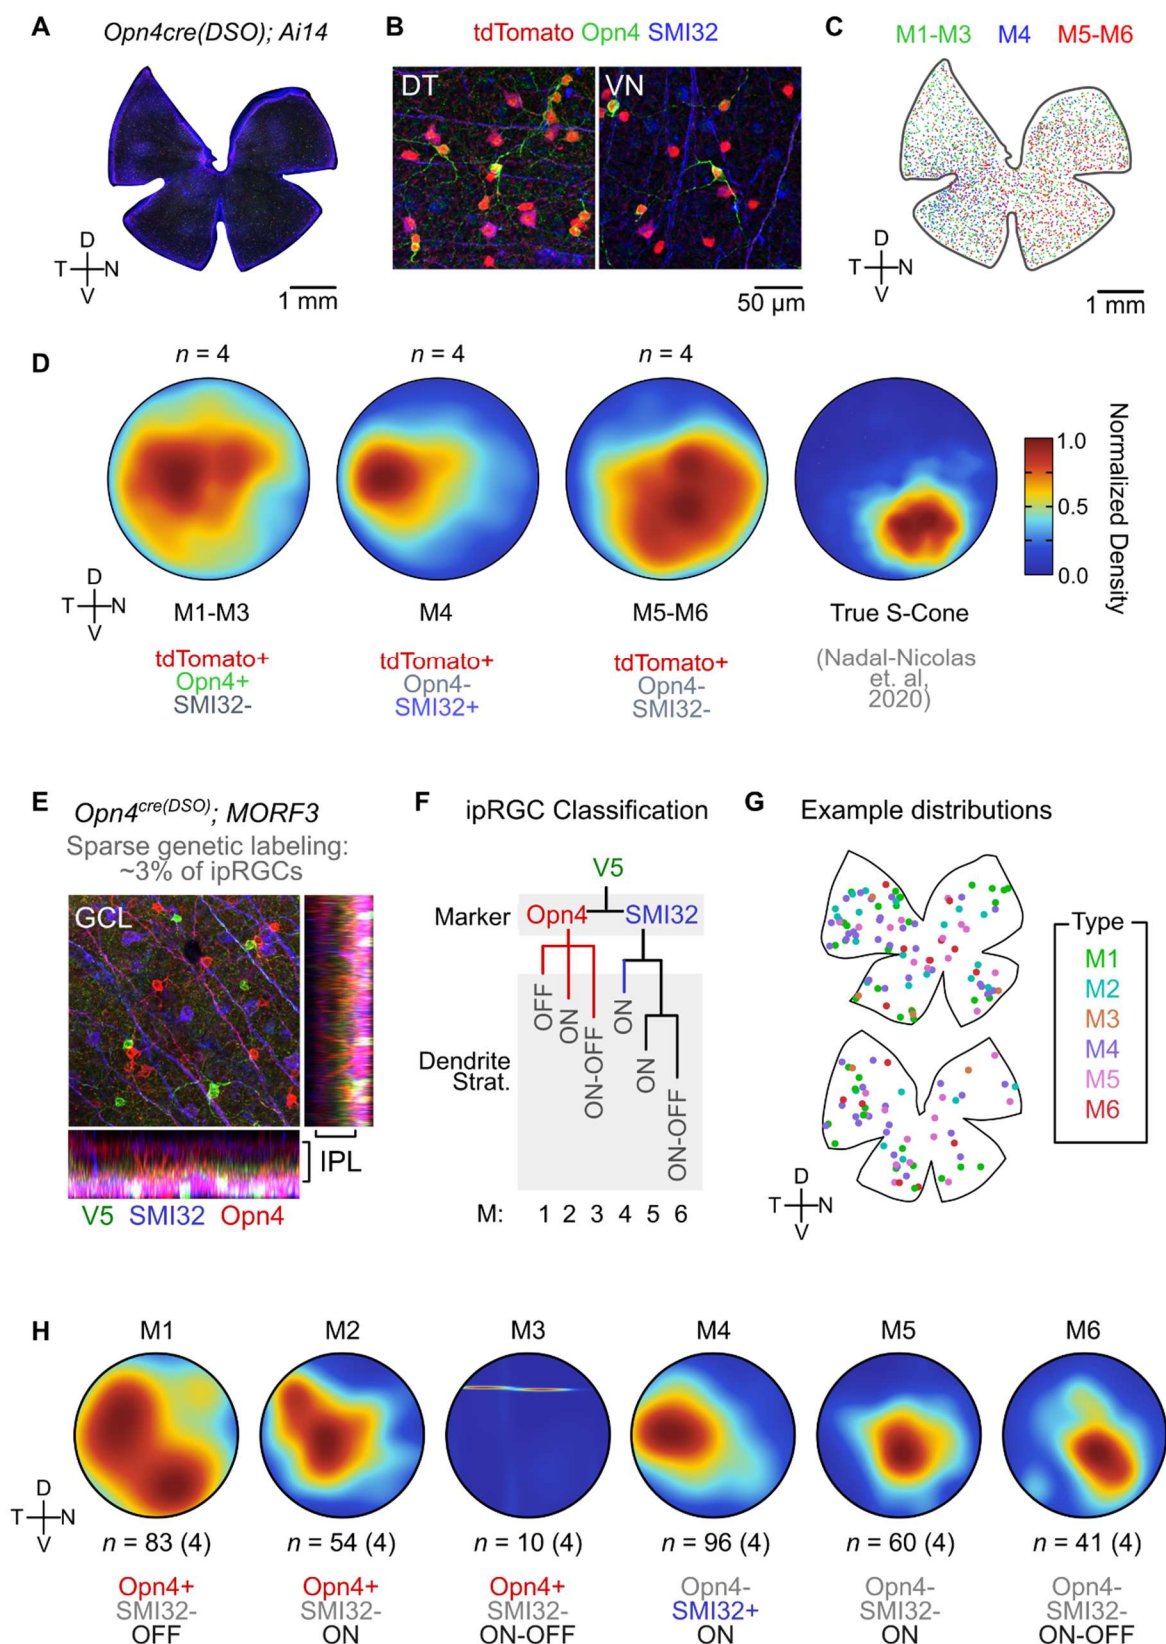 A
Opn4cre(DSO); Ai14
D
T N
V
1 mm
B
tdTomato Opn4 SMI32
DT
VN
50 µm
C
M1-M3 M4 M5-M6
D
T N
V
1 mm
D
n = 4
n = 4
n = 4
1.0
0.5
0.0
Normalized Density
D
T N
V
M1-M3
M4
M5-M6
True S-Cone
tdTomato+
Opn4+
SMI32-
tdTomato+
Opn4-
SMI32+
tdTomato+
Opn4-
SMI32-
(Nadal-Nicolas
et. al,
2020)
E
Opn4cre(DSO); MORF3
Sparse genetic labeling:
~3% of ipRGCs
GCL
IPL
V5 SMI32 Opn4
F
ipRGC Classification
V5
Marker
Opn4
SMI32
Dendrite
Strat.
OFF
ON
ON-OFF
ON
ON
ON-OFF
M: 1 2 3 4 5 6
G
Example distributions
Type
M1
M2
M3
M4
M5
M6
D
T N
V
H
M1
M2
M3
M4
M5
M6
D
T N
V
n = 83 (4)
n = 54 (4)
n = 10 (4)
n = 96 (4)
n = 60 (4)
n = 41 (4)
Opn4+
SMI32-
OFF
Opn4+
SMI32-
ON
Opn4+
SMI32-
ON-OFF
Opn4-
SMI32+
ON
Opn4-
SMI32-
ON
Opn4-
SMI32-
ON-OFF